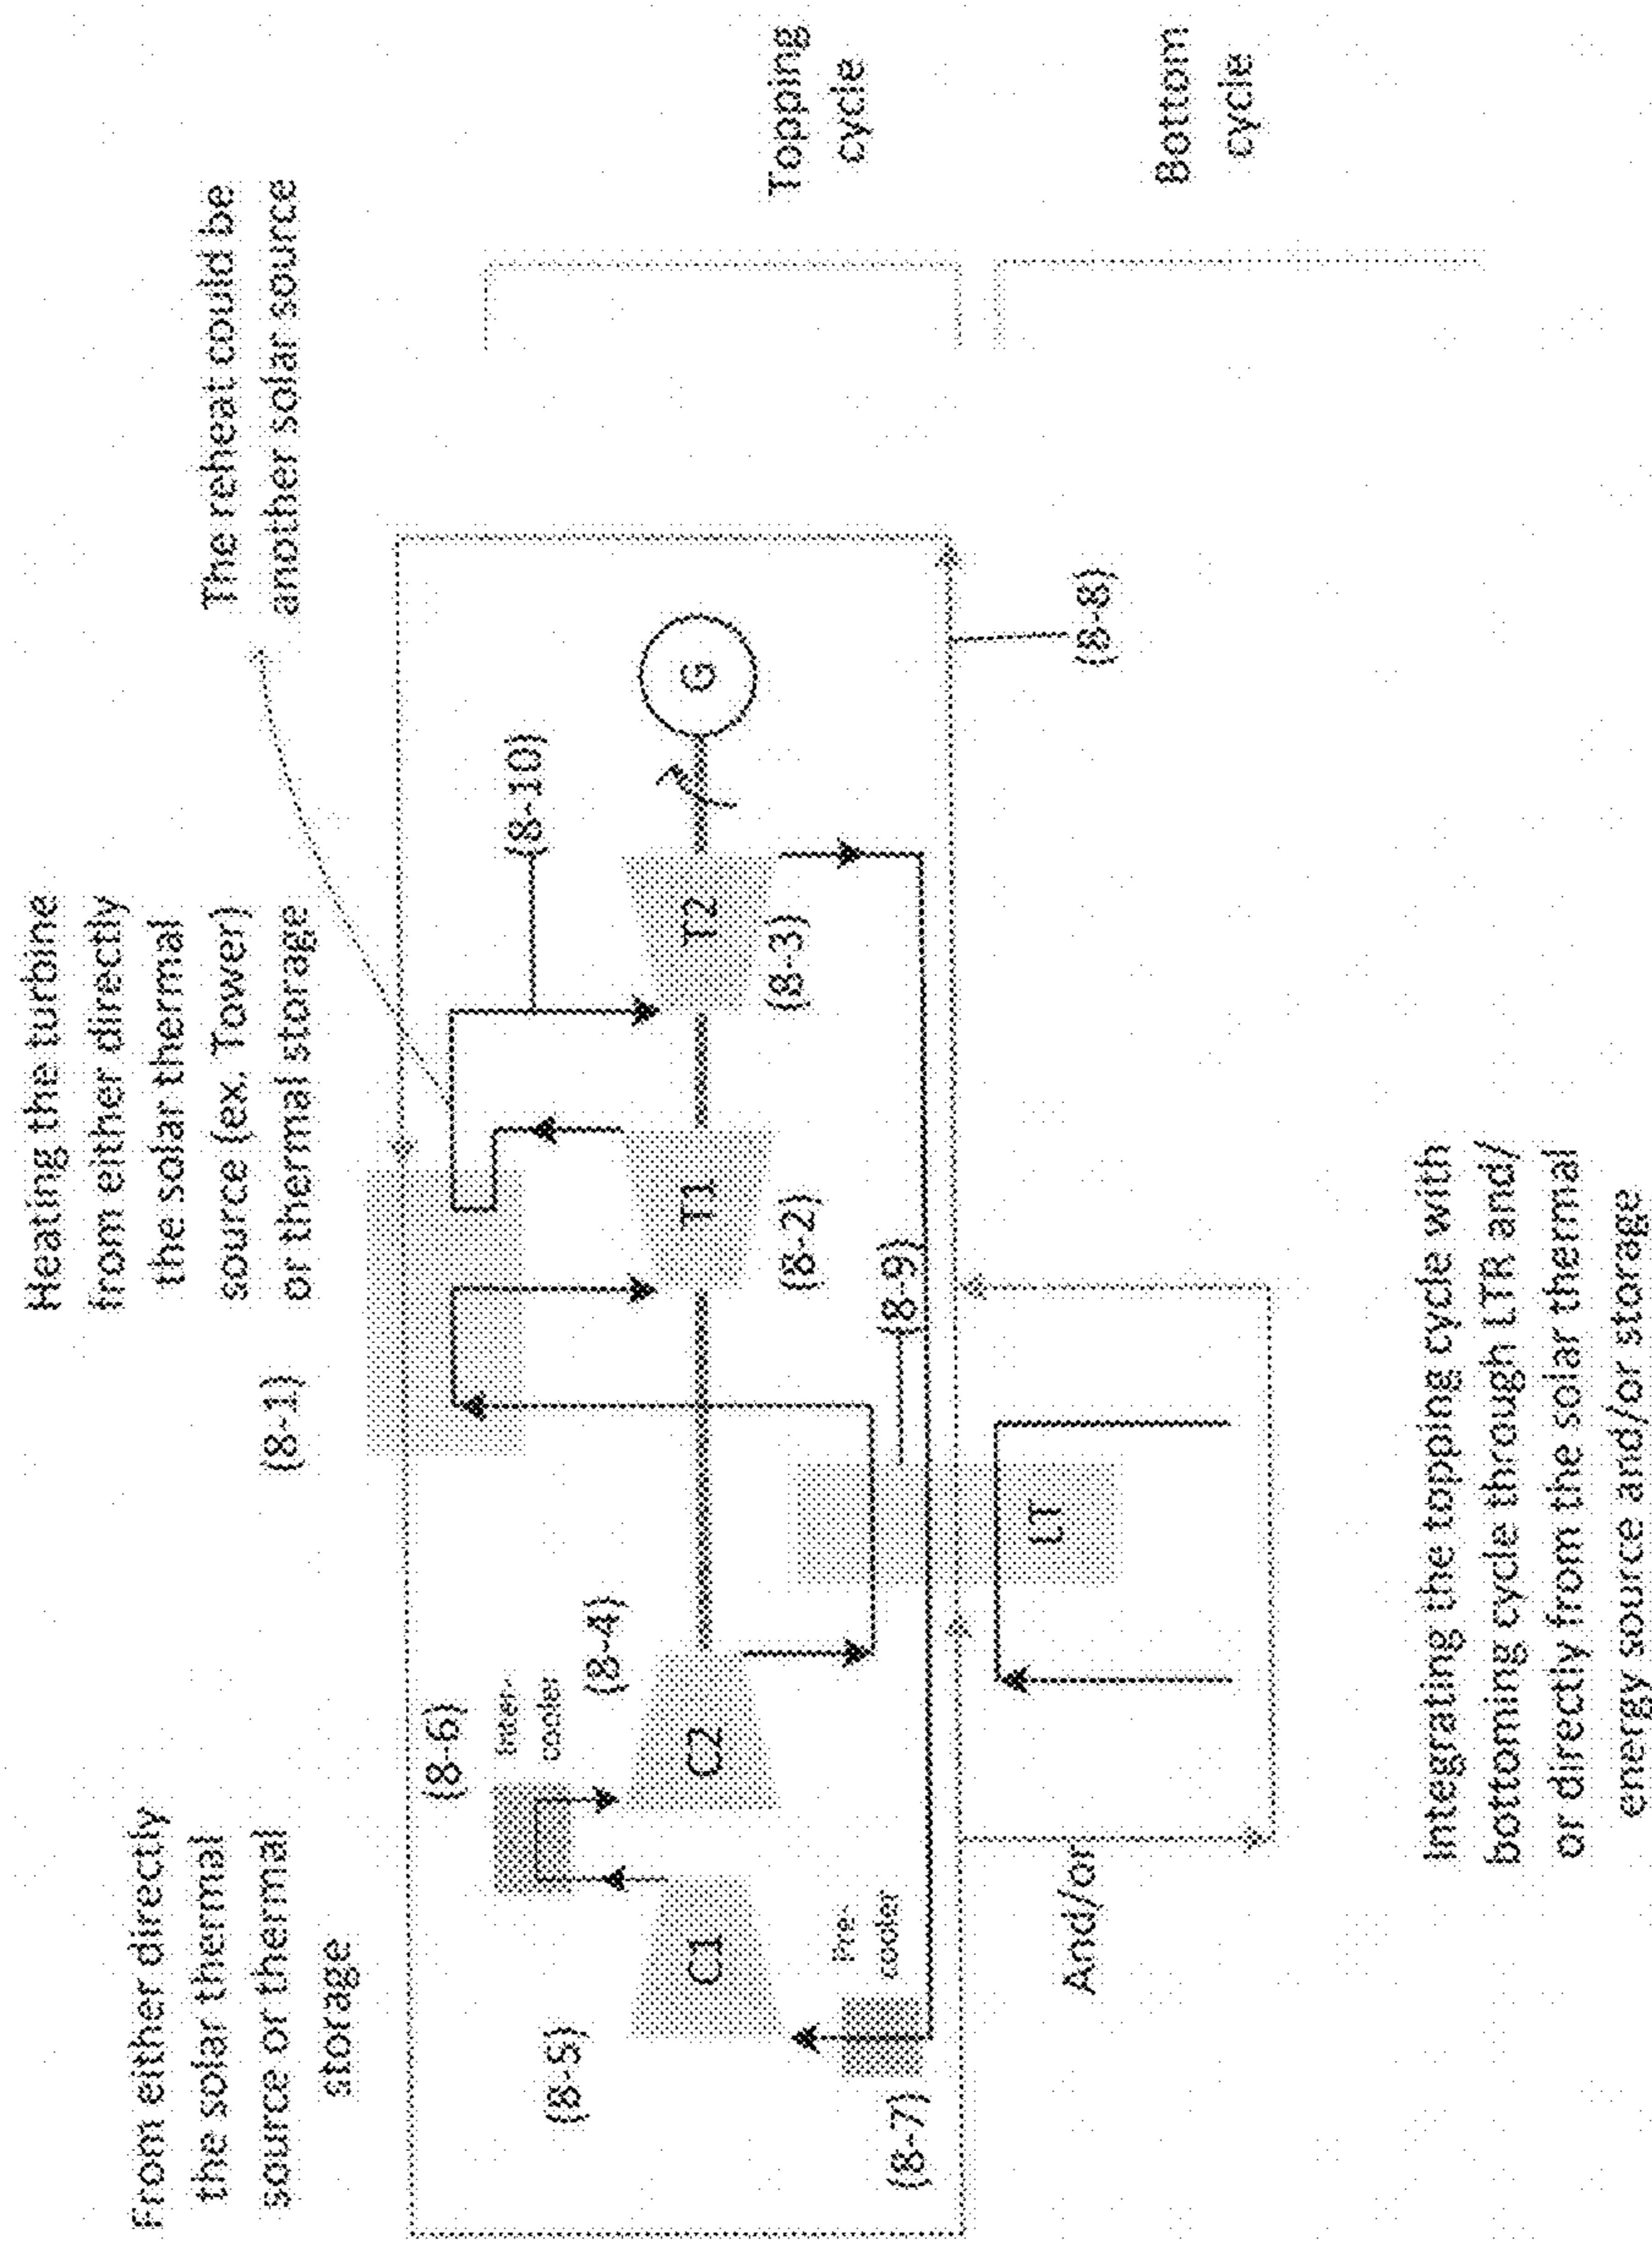 From either directly
the solar thermal
source or thermal
storage
Heating the turbine
from either directly
the solar thermal
source (ex. Tower)
or thermal storage
The reheat could be
another solar source
(8-1)
(8-6)
Inter-
cooler
(8-4)
(8-10)
(8-5)
C1
C2
T1
T2
G
(8-2)
(8-3)
Pre-
cooler
(8-7)
(8-9)
LT
(8-8)
And/or
Topping
cycle
Bottom
cycle
Integrating the topping cycle with
bottoming cycle through LTR and/
or directly from the solar thermal
energy source and/or storage